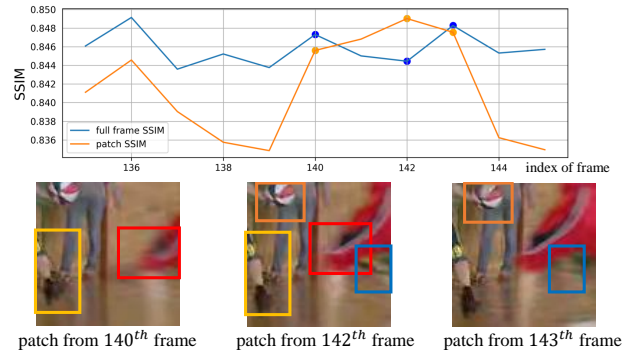 0.850
0.848
0.846
0.844
0.842
0.840
0.838
0.836
SSIM
full frame SSIM
patch SSIM
136 138 140 142 144 index of frame
patch from 140th frame patch from 142th frame patch from 143th frame